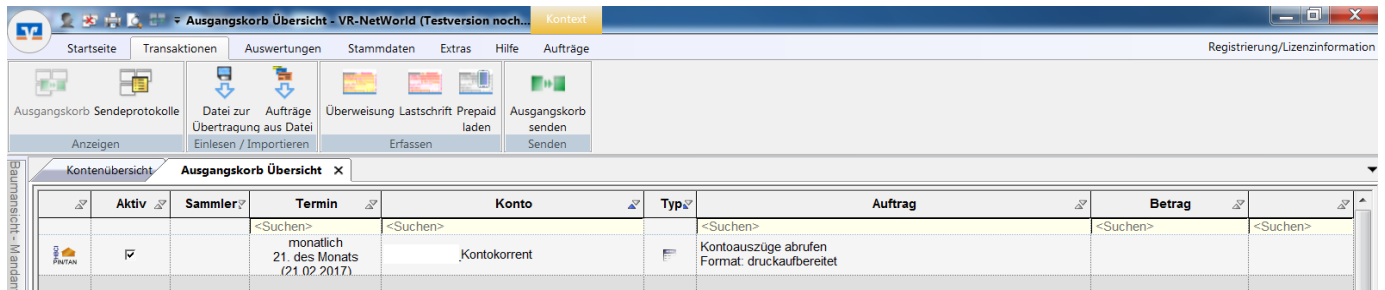 Ausgangskorb Übersicht - VR-NetWorld (Testversion noch...
Kontext
Startseite Transaktionen Auswertungen Stammdaten Extras Hilfe Aufträge
Registrierung/Lizenzinformation
Ausgangskorb Sendeprotokolle Datei zur Aufträge Überweisung Lastschrift Prepaid Ausgangskorb
Übertragung aus Datei laden senden
Anzeigen Einlesen / Importieren Erfassen Senden
Kontenübersicht Ausgangskorb Übersicht X
Baumansicht - Mandan
Aktiv Sammler Termin Konto Typ Auftrag Betrag
<Suchen> <Suchen> <Suchen> <Suchen> <Suchen>
PIN/TAN
monatlich
21. des Monats
(21.02.2017)
Kontokorrent
Kontoauszüge abrufen
Format: druckaufbereitet